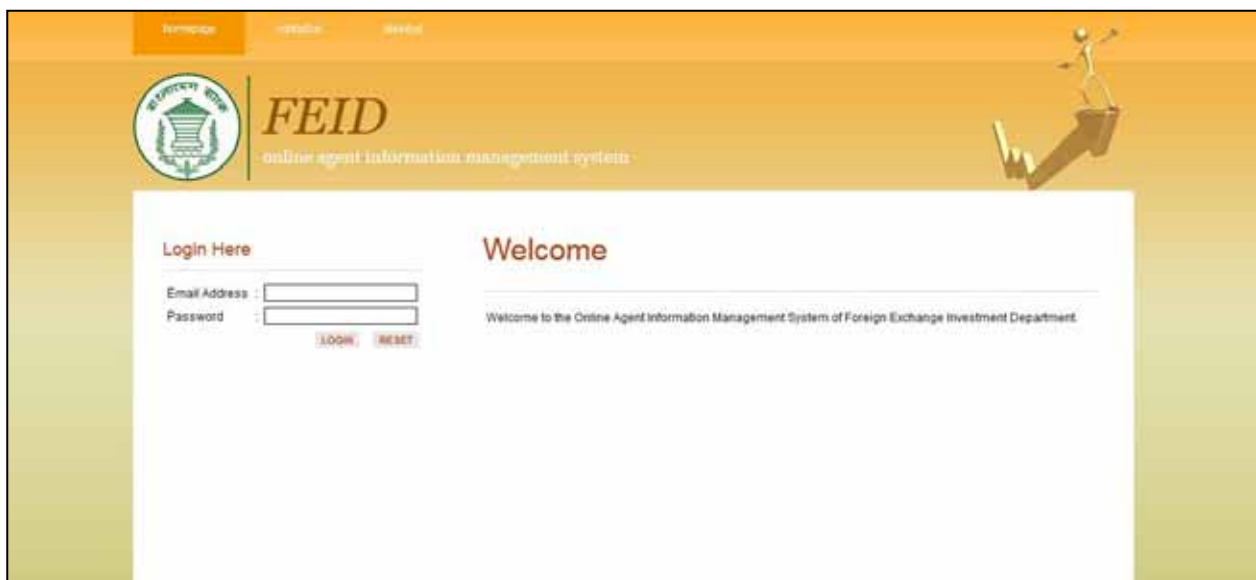 homepage
বাংলাদেশ ব্যাংক
FEID
online agent information management system
Login Here
Welcome
Email Address :
Password :
LOGIN RESET
Welcome to the Online Agent Information Management System of Foreign Exchange Investment Department.